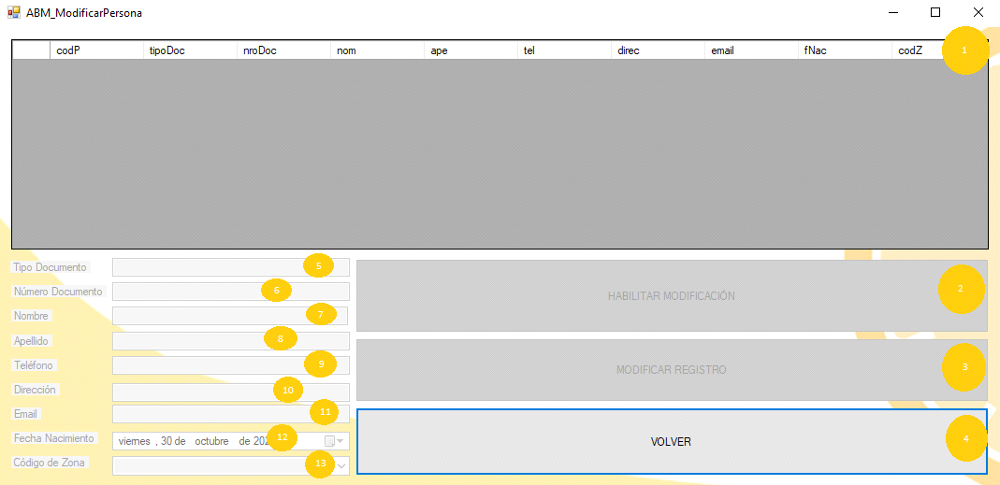 ABM_ModificarPersona
codP tipoDoc nroDoc nom ape tel direc email fNac codZ 1
Tipo Documento 5
Número Documento 6
Nombre 7
Apellido 8
Teléfono 9
Dirección 10
Email 11
Fecha Nacimiento viernes , 30 de octubre de 202 12
Código de Zona 13
HABILITAR MODIFICACIÓN 2
MODIFICAR REGISTRO 3
VOLVER 4